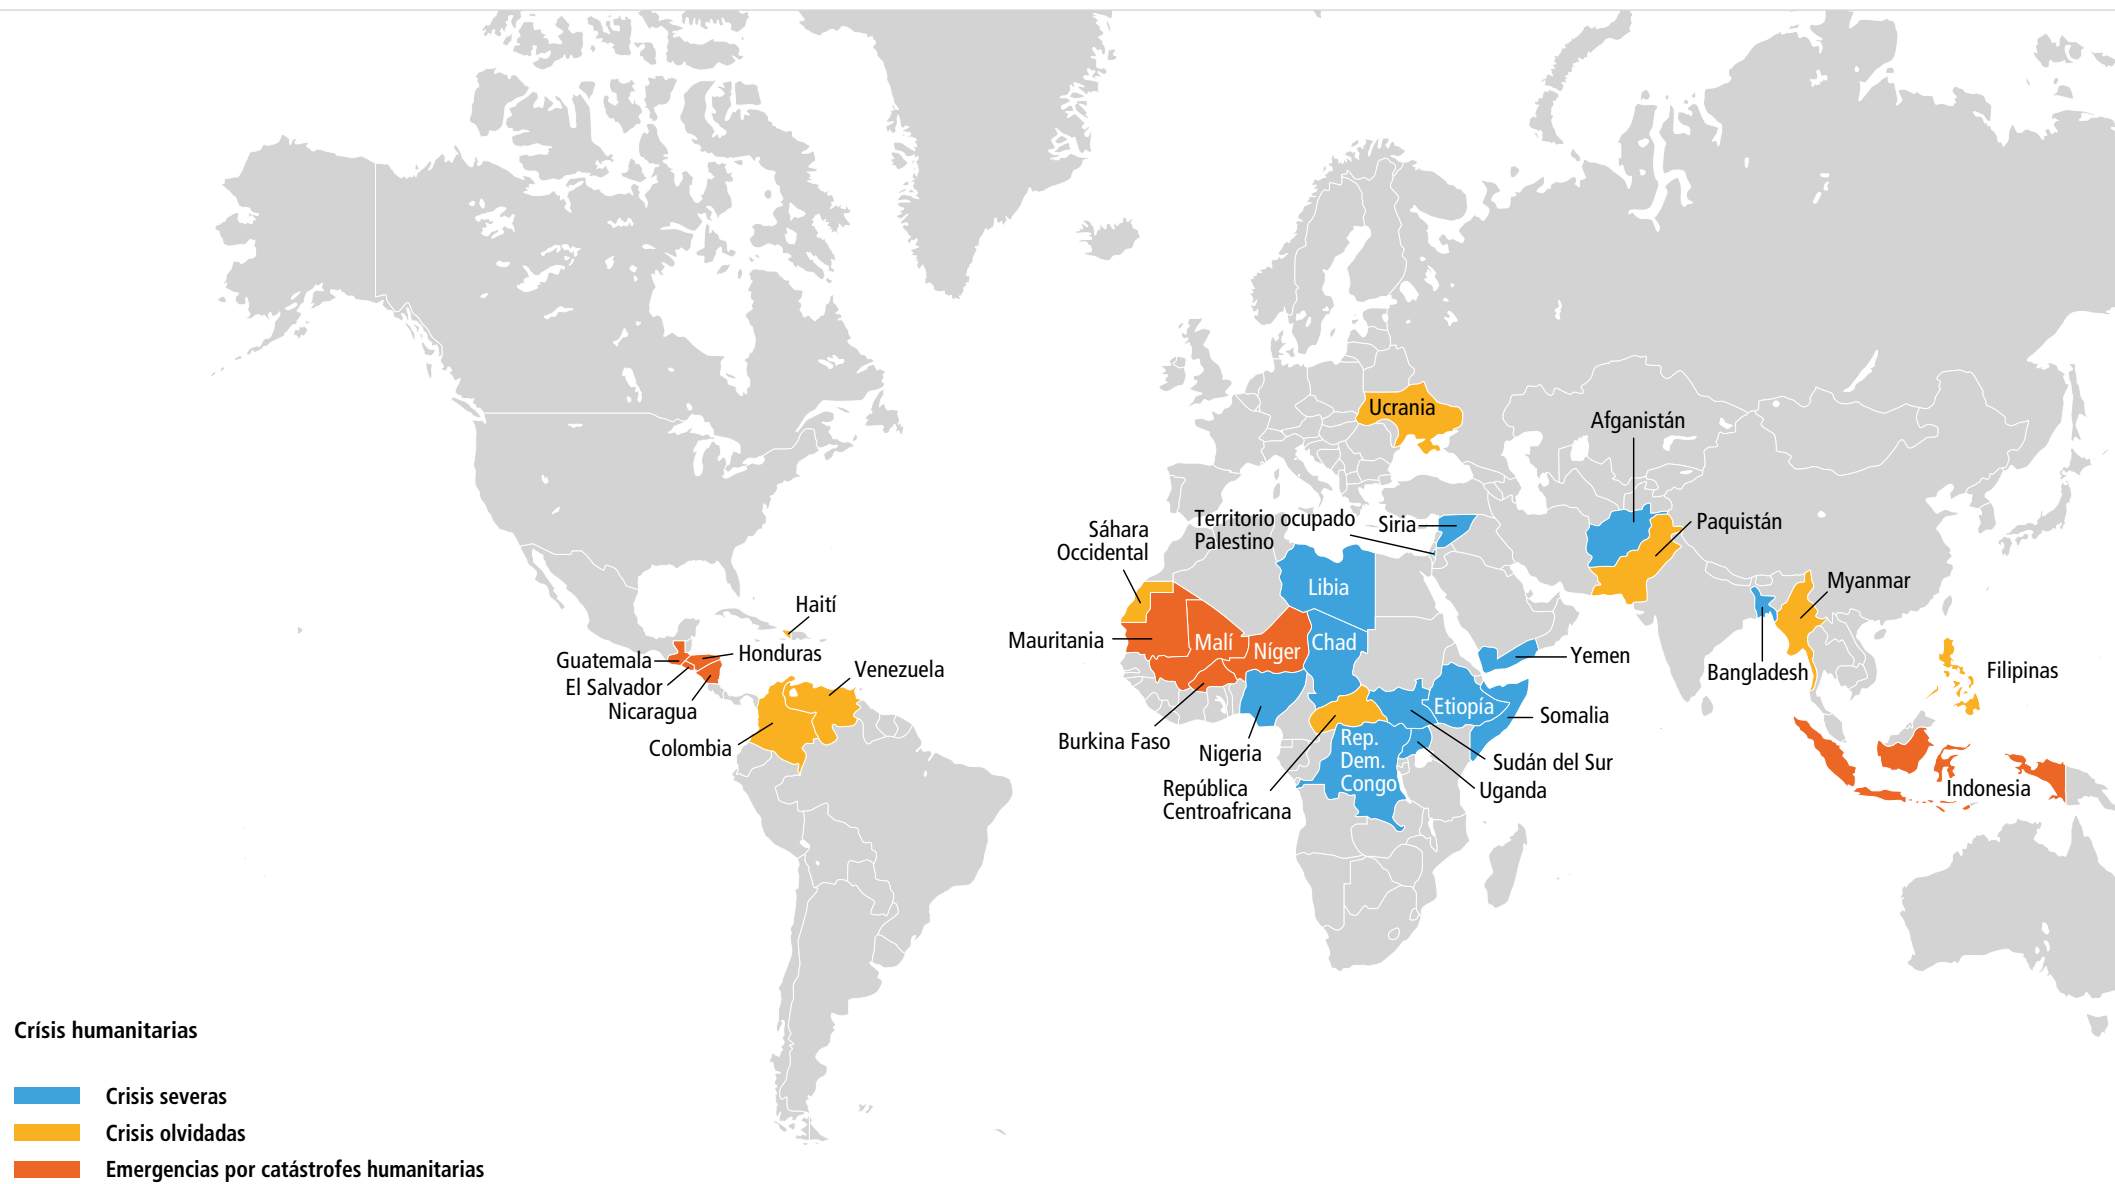 Ucrania
Afganistán
Territorio ocupado
Palestino
Siria
Paquistán
Sáhara
Occidental
Libia
Myanmar
Haití
Mauritania
Malí
Níger
Chad
Honduras
Guatemala
Yemen
Venezuela
Bangladesh
Filipinas
El Salvador
Nicaragua
Etiopía
Somalia
Colombia
Burkina Faso
Nigeria
Rep.
Dem.
Congo
Sudán del Sur
República
Centroafricana
Uganda
Indonesia
Crísis humanitarias
Crisis severas
Crisis olvidadas
Emergencias por catástrofes humanitarias